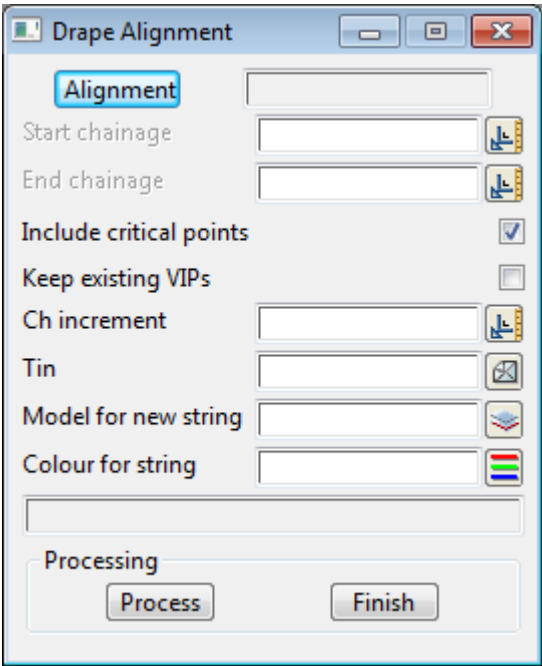 Drape Alignment
Alignment
Start chainage
End chainage
Include critical points
Keep existing VIPs
Ch increment
Tin
Model for new string
Colour for string
Processing
Process Finish